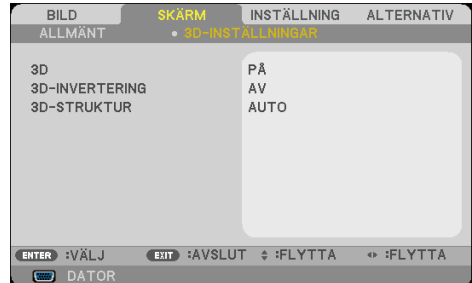 BILD SKÄRM INSTÄLLNING ALTERNATIV
ALLMÄNT • 3D-INSTÄLLNINGAR
3D PÅ
3D-INVERTERING AV
3D-STRUKTUR AUTO
ENTER :VÄLJ EXIT :AVSLUT :FLYTTA :FLYTTA
DATOR